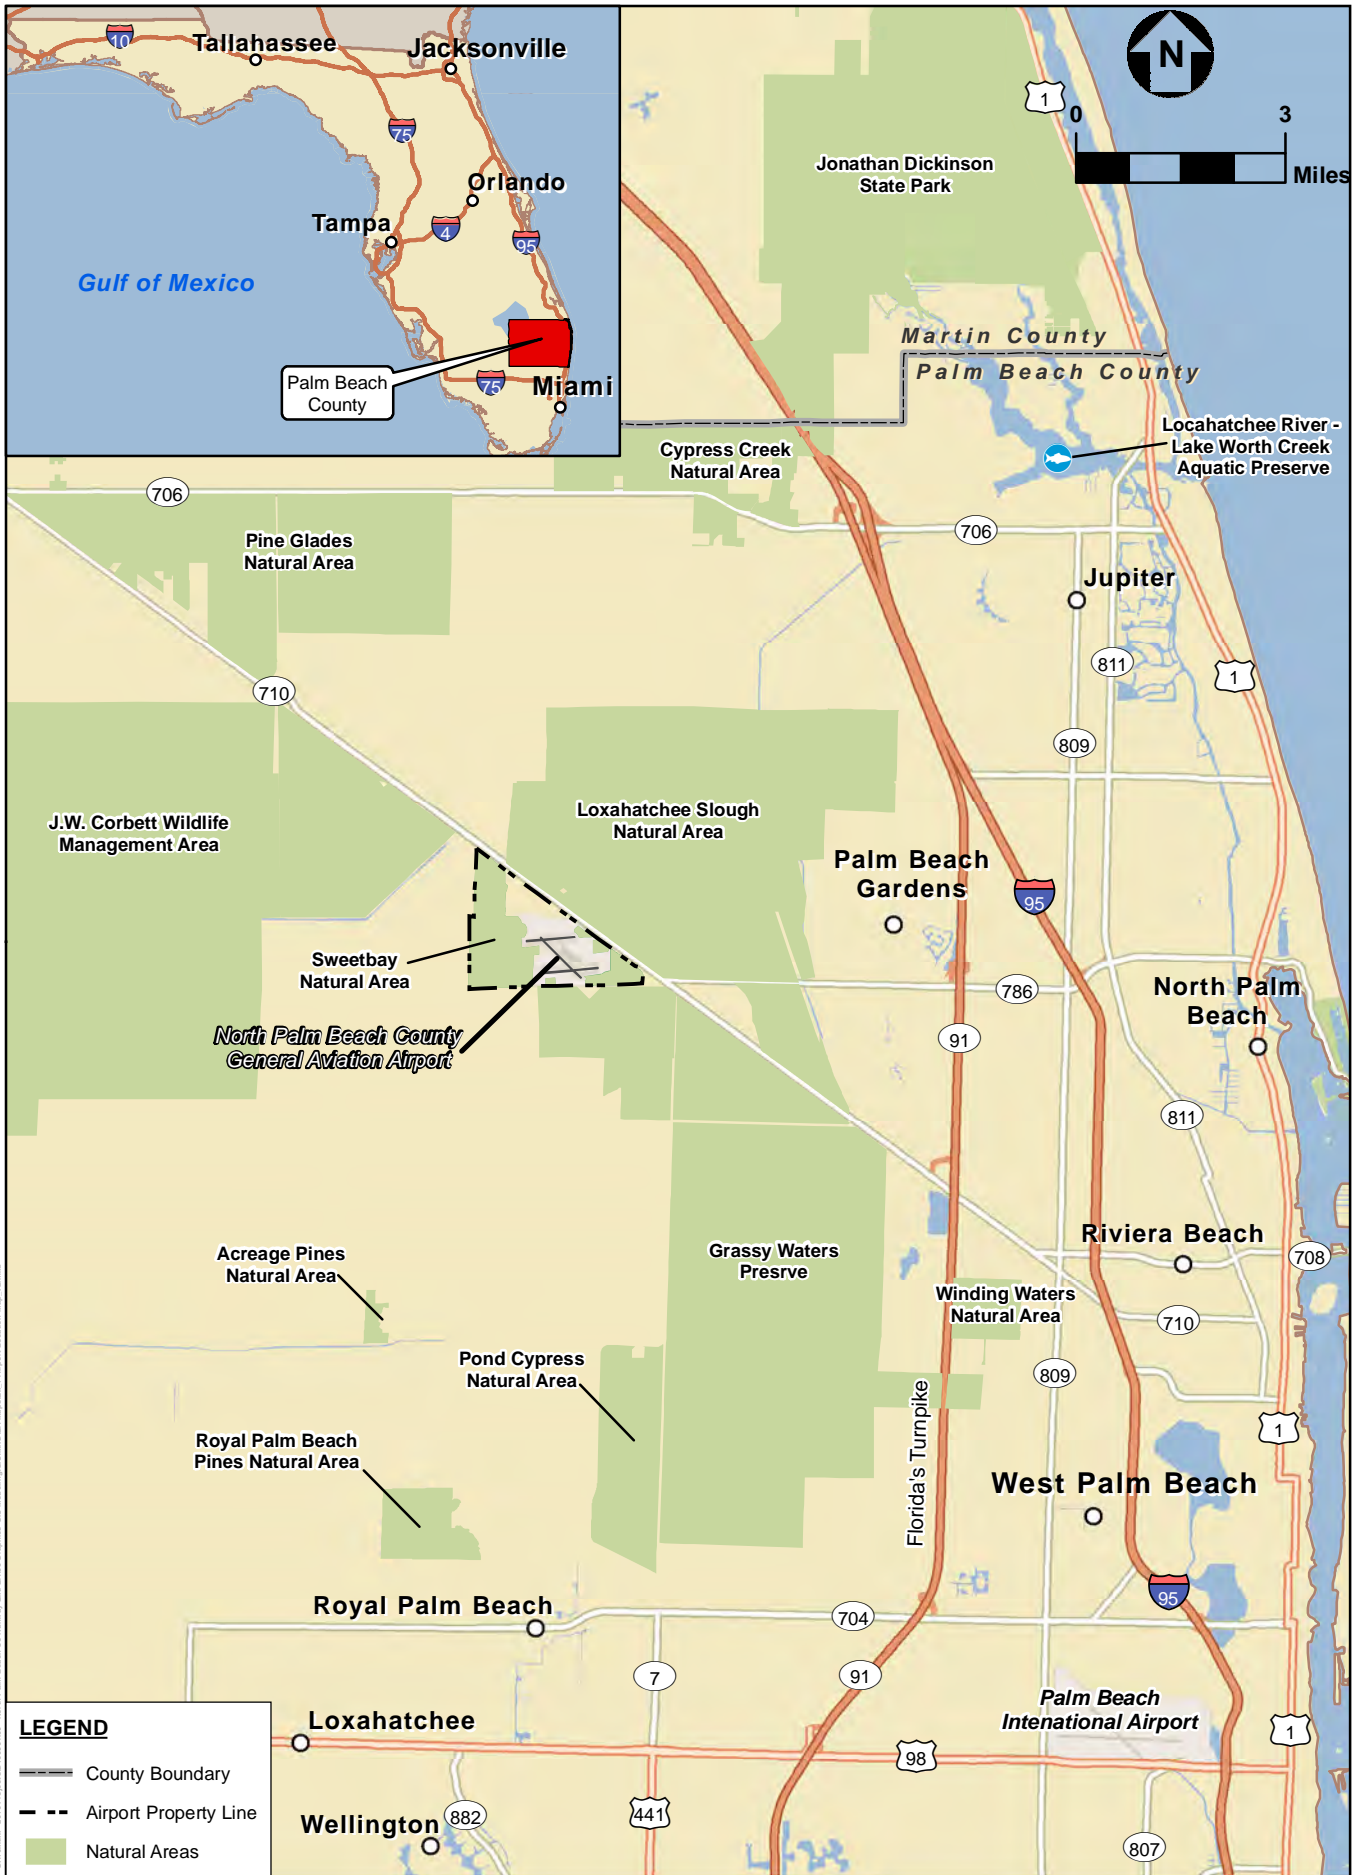 10
Tallahassee
Jacksonville
75
Orlando
Tampa
4
95
Gulf of Mexico
Palm Beach
County
75
Miami
N
0
3
Miles
1
Jonathan Dickinson
State Park
Martin County
Palm Beach County
Locahatchee River -
Lake Worth Creek
Aquatic Preserve
Cypress Creek
Natural Area
706
706
Pine Glades
Natural Area
Jupiter
811
1
710
809
J.W. Corbett Wildlife
Management Area
Loxahatchee Slough
Natural Area
Palm Beach
Gardens
95
Sweetbay
Natural Area
786
North Palm
Beach
North Palm Beach County
General Aviation Airport
91
811
Acreage Pines
Natural Area
Grassy Waters
Presrve
Riviera Beach
708
Winding Waters
Natural Area
710
Pond Cypress
Natural Area
809
Florida's Turnpike
1
Royal Palm Beach
Pines Natural Area
West Palm Beach
95
Royal Palm Beach
704
7
91
Palm Beach
Intenational Airport
1
Loxahatchee
98
Wellington
882
441
807
LEGEND
County Boundary
Airport Property Line
Natural Areas